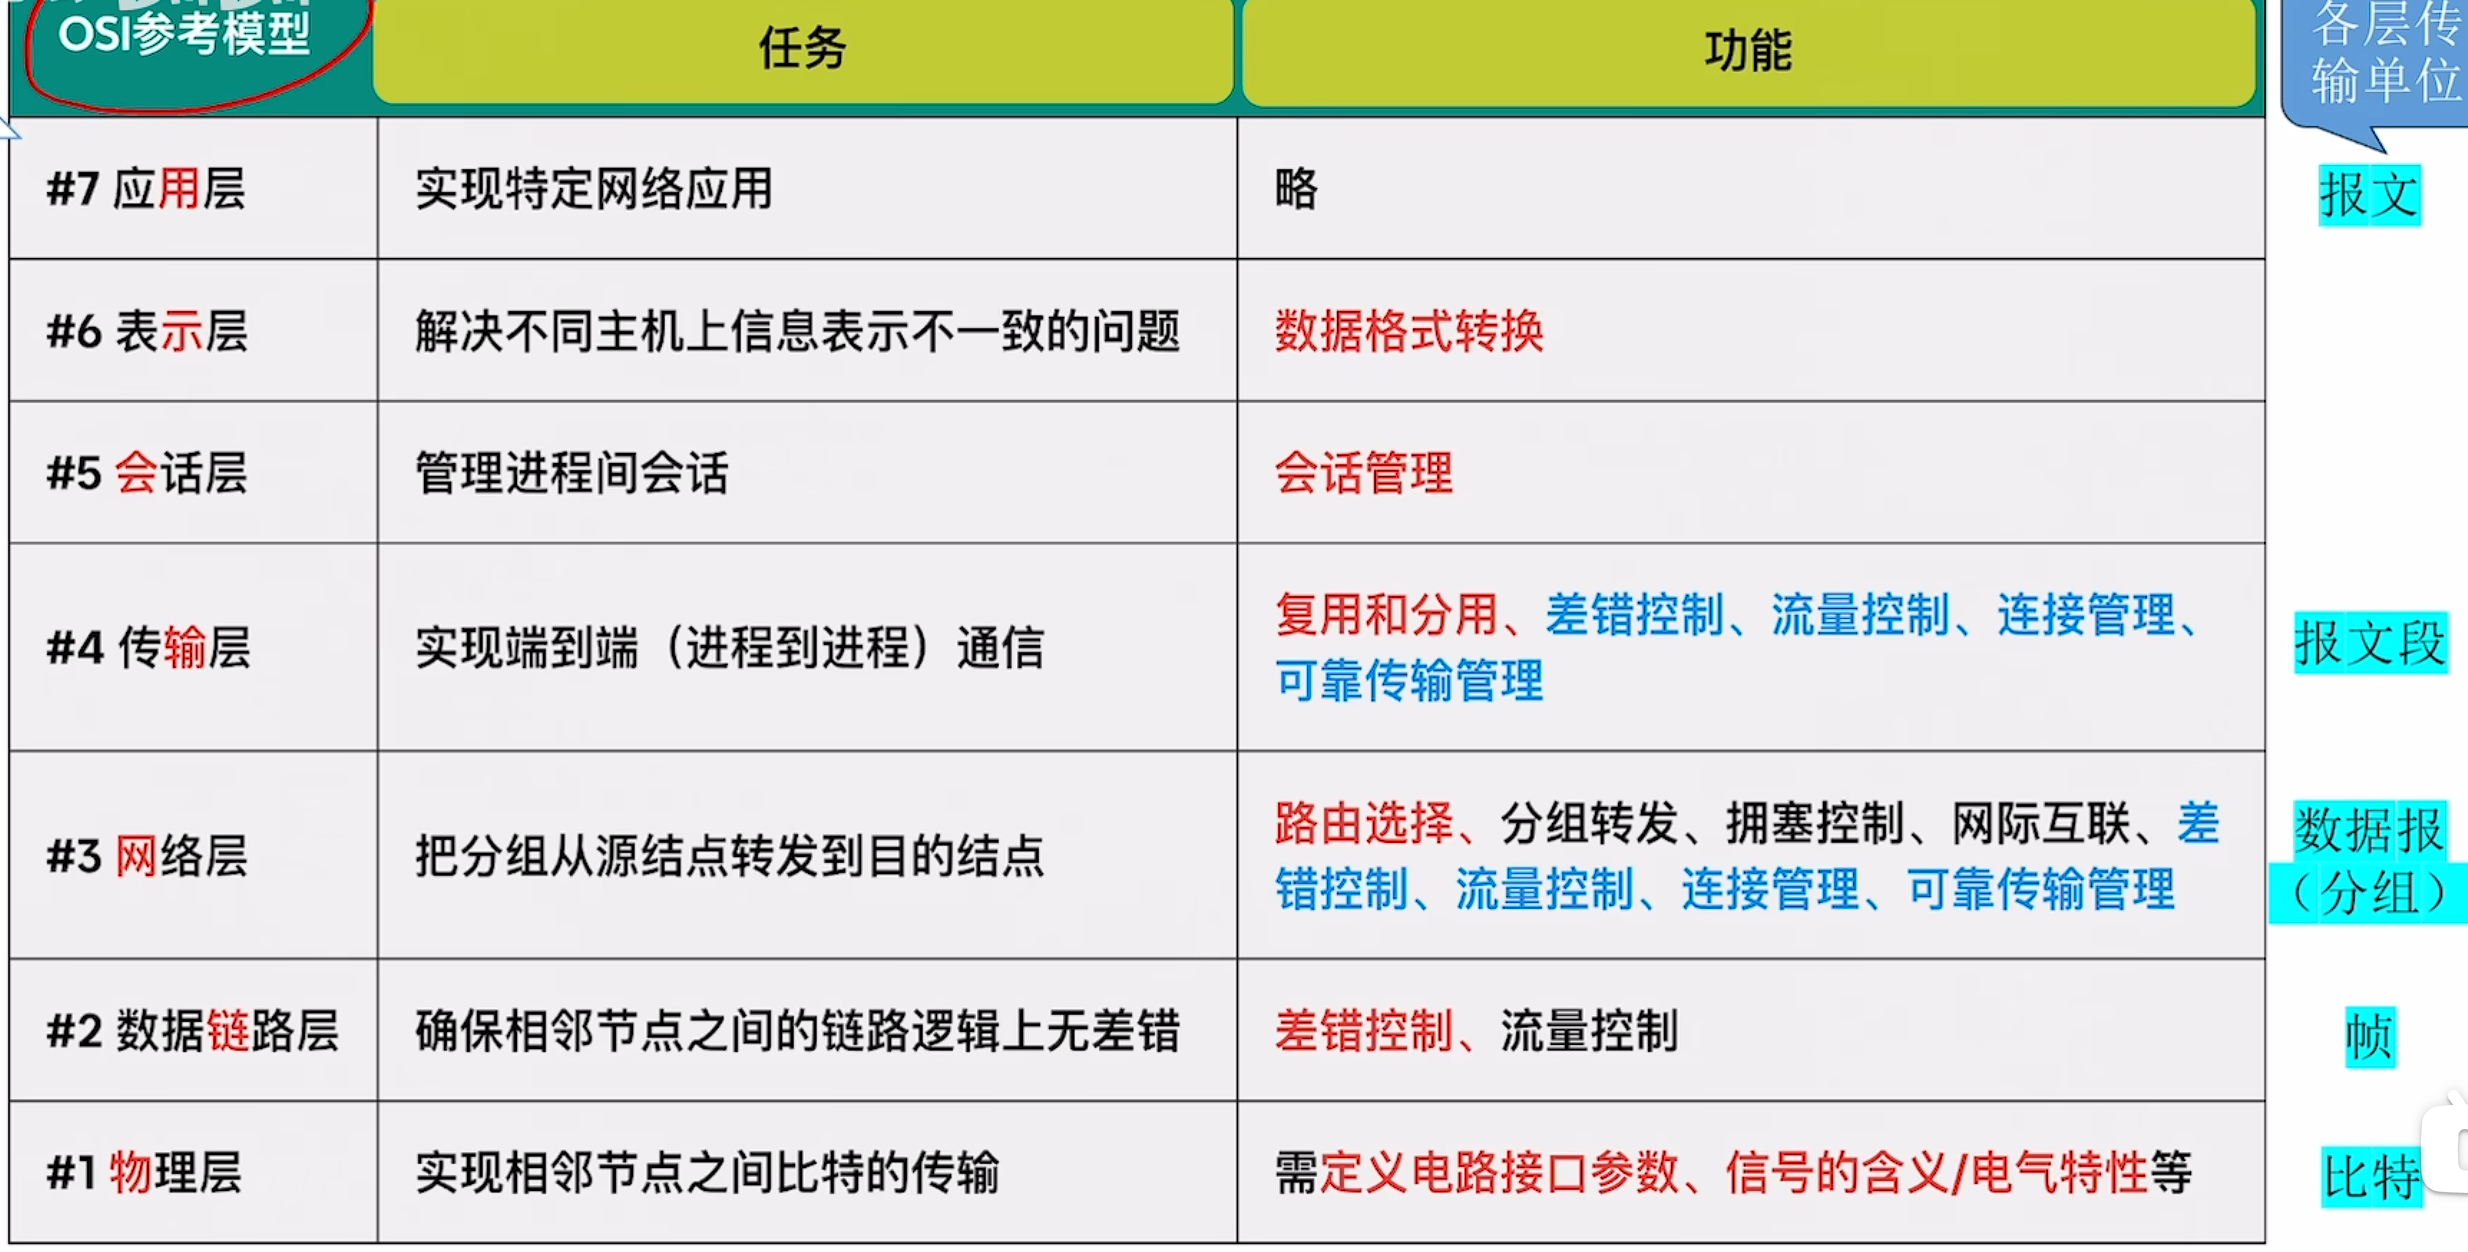 OSI参考模型
任务
功能
各层传
输单位
#7 应用层
实现特定网络应用
略
报文
#6 表示层
解决不同主机上信息表示不一致的问题
数据格式转换
#5 会话层
管理进程间会话
会话管理
#4 传输层
实现端到端（进程到进程）通信
复用和分用、差错控制、流量控制、连接管理、
可靠传输管理
报文段
#3 网络层
把分组从源结点转发到目的结点
路由选择、分组转发、拥塞控制、网际互联、差
错控制、流量控制、连接管理、可靠传输管理
数据报
（分组）
#2 数据链路层
确保相邻节点之间的链路逻辑上无差错
差错控制、流量控制
帧
#1 物理层
实现相邻节点之间比特的传输
需定义电路接口参数、信号的含义/电气特性等
比特